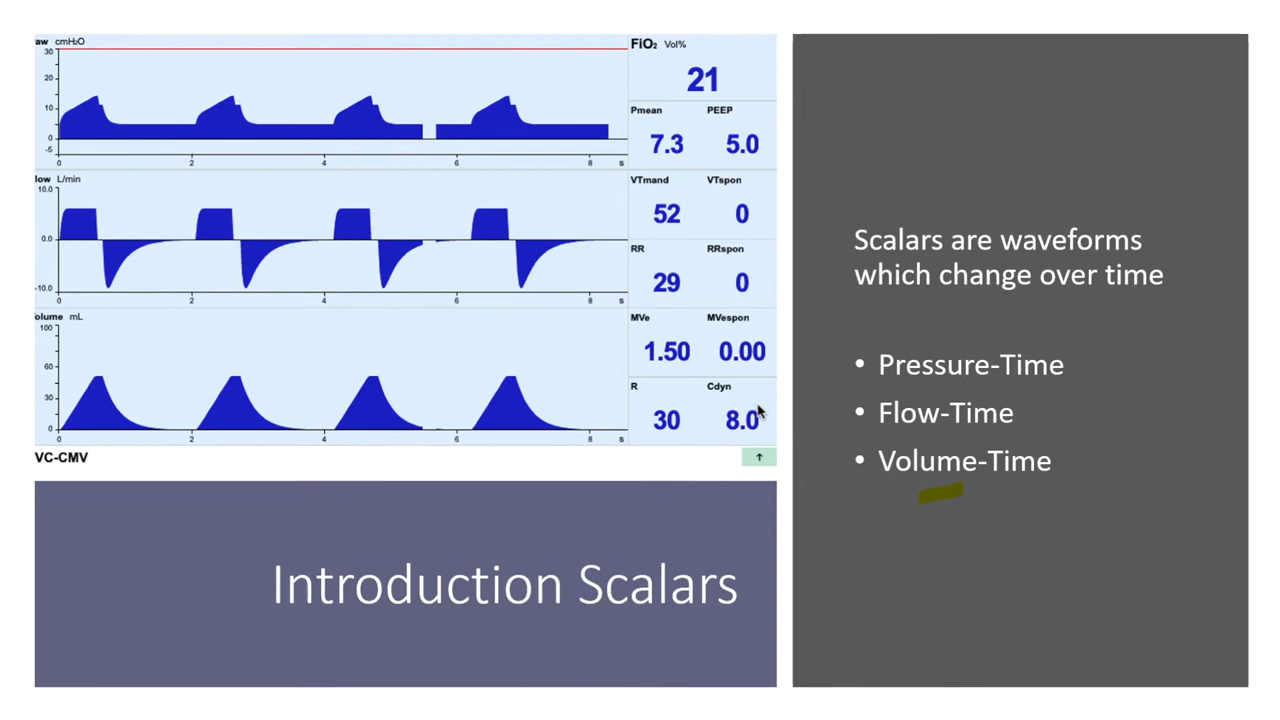 aw cmH₂O
30
20
10
0
-5
0 2 4 6 8 s
low L/min
10.0
0.0
-10.0
0 2 4 6 8 s
olume mL
100
60
30
0
0 2 4 6 8 s
VC-CMV
FiO₂ Vol%
21
Pmean PEEP
7.3 5.0
VTmand VTspon
52 0
RR RRspon
29 0
MVe MVespon
1.50 0.00
R Cdyn
30 8.0
↑
Introduction Scalars
Scalars are waveforms
which change over time
• Pressure-Time
• Flow-Time
• Volume-Time